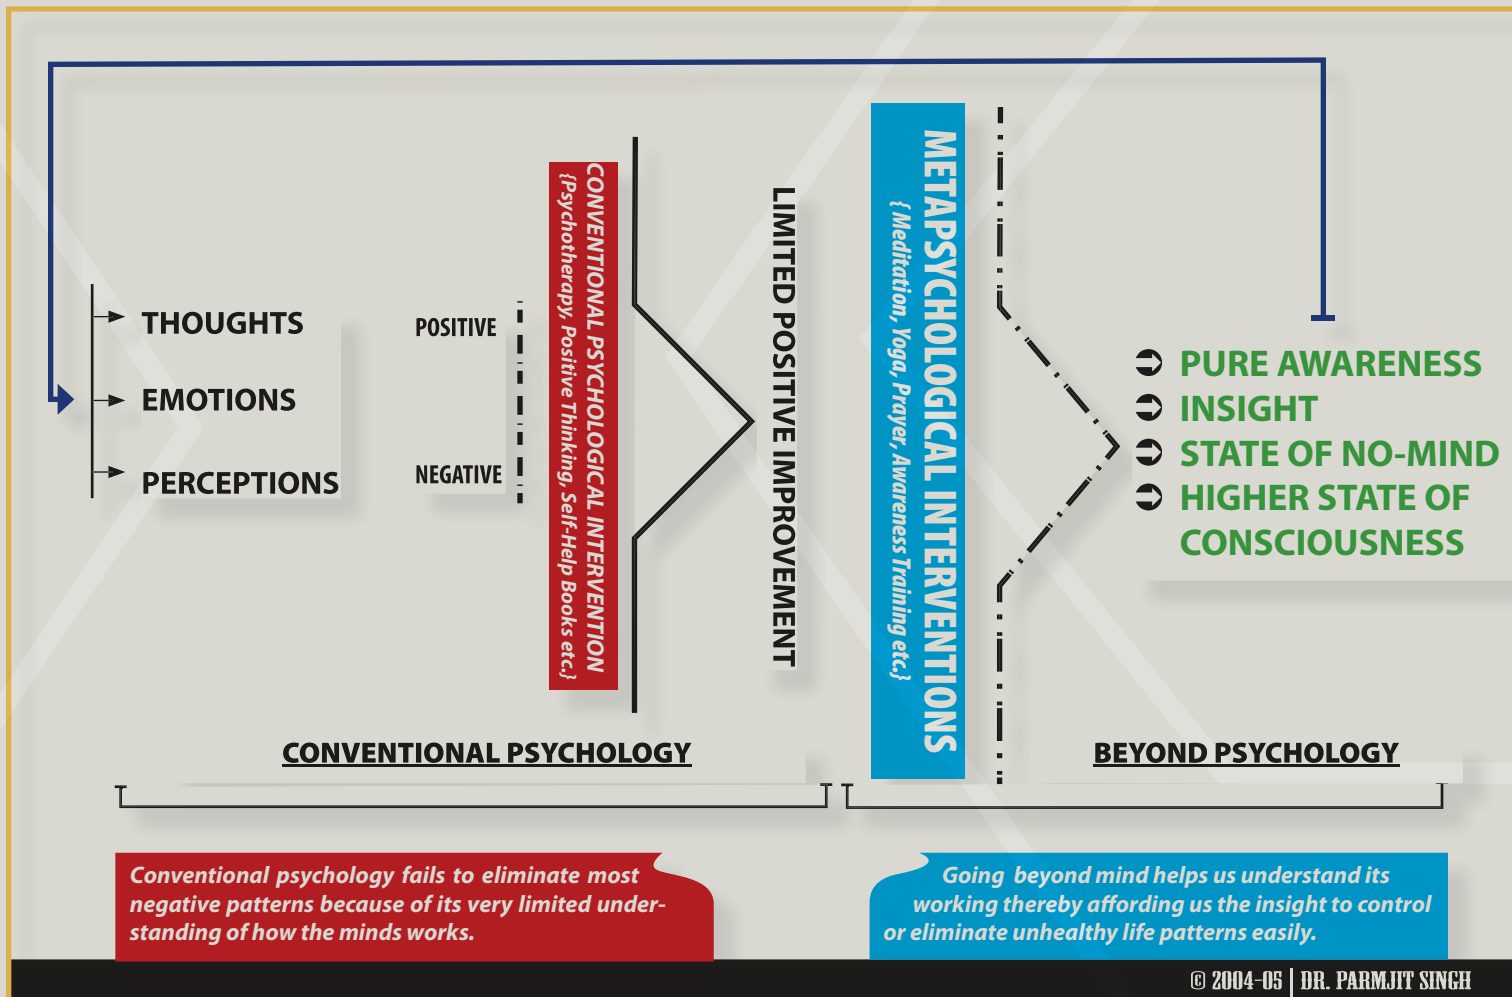 THOUGHTS
EMOTIONS
PERCEPTIONS
POSITIVE
NEGATIVE
CONVENTIONAL PSYCHOLOGICAL INTERVENTION
{Psychotherapy, Positive Thinking, Self-Help Books etc.}
LIMITED POSITIVE IMPROVEMENT
METAPSYCHOLOGICAL INTERVENTIONS
{ Meditation, Yoga, Prayer, Awareness Training etc.}
PURE AWARENESS
INSIGHT
STATE OF NO-MIND
HIGHER STATE OF
CONSCIOUSNESS
CONVENTIONAL PSYCHOLOGY
BEYOND PSYCHOLOGY
Conventional psychology fails to eliminate most
negative patterns because of its very limited under-
standing of how the minds works.
Going beyond mind helps us understand its
working thereby affording us the insight to control
or eliminate unhealthy life patterns easily.
© 2004-05 | DR. PARMJIT SINGH